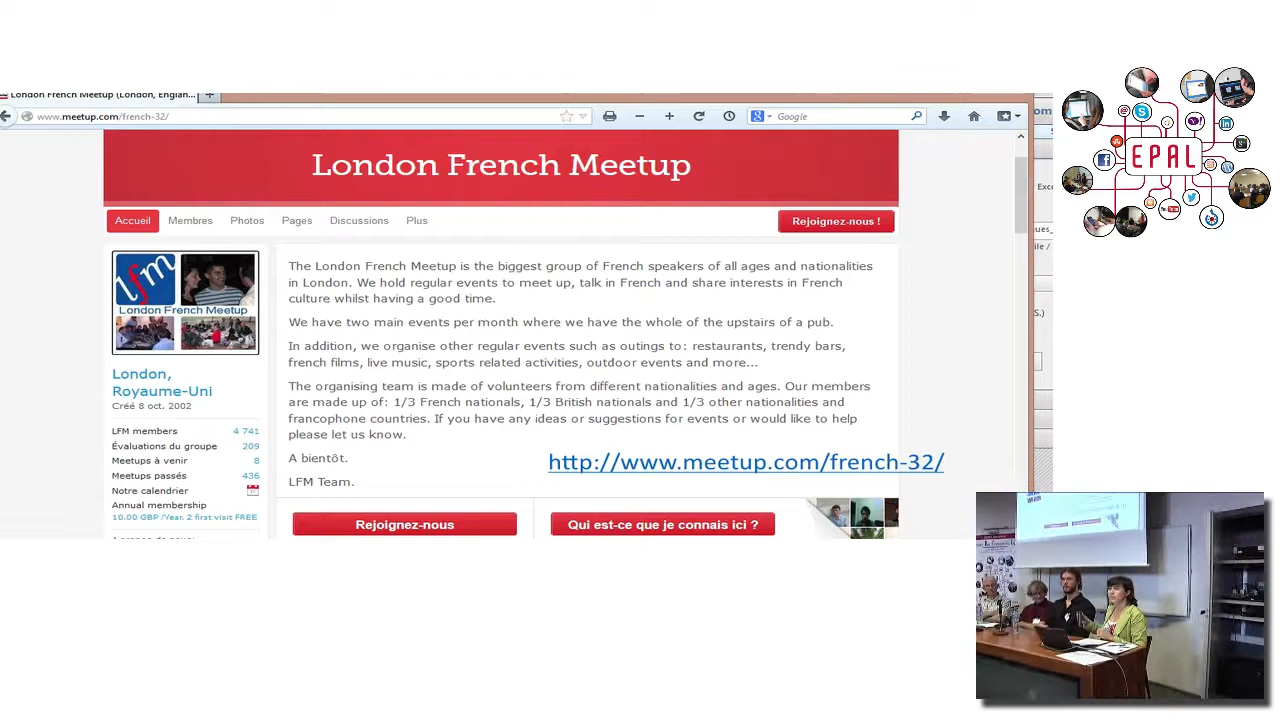 London French Meetup (London, Englan...
www.meetup.com/french-32/
Google
London French Meetup
Accueil Membres Photos Pages Discussions Plus
Rejoignez-nous !
lfm
London French Meetup
London,
Royaume-Uni
Créé 8 oct. 2002
LFM members 4 741
Évaluations du groupe 209
Meetups à venir 8
Meetups passés 436
Notre calendrier
Annual membership
10.00 GBP /Year. 2 first visit FREE
The London French Meetup is the biggest group of French speakers of all ages and nationalities
in London. We hold regular events to meet up, talk in French and share interests in French
culture whilst having a good time.
We have two main events per month where we have the whole of the upstairs of a pub.
In addition, we organise other regular events such as outings to: restaurants, trendy bars,
french films, live music, sports related activities, outdoor events and more...
The organising team is made of volunteers from different nationalities and ages. Our members
are made up of: 1/3 French nationals, 1/3 British nationals and 1/3 other nationalities and
francophone countries. If you have any ideas or suggestions for events or would like to help
please let us know.
A bientôt.
LFM Team.
http://www.meetup.com/french-32/
Rejoignez-nous
Qui est-ce que je connais ici ?
EPAL